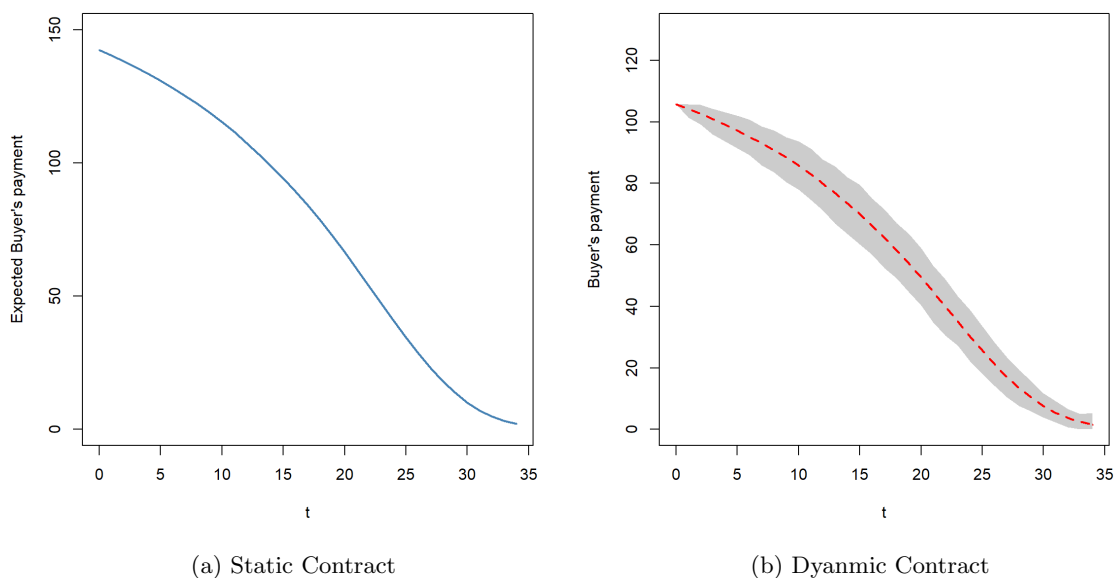 150
100
50
0
Expected Buyer's payment
0 5 10 15 20 25 30 35
t
(a) Static Contract
120
100
80
60
40
20
0
Buyer's payment
0 5 10 15 20 25 30 35
t
(b) Dyanmic Contract